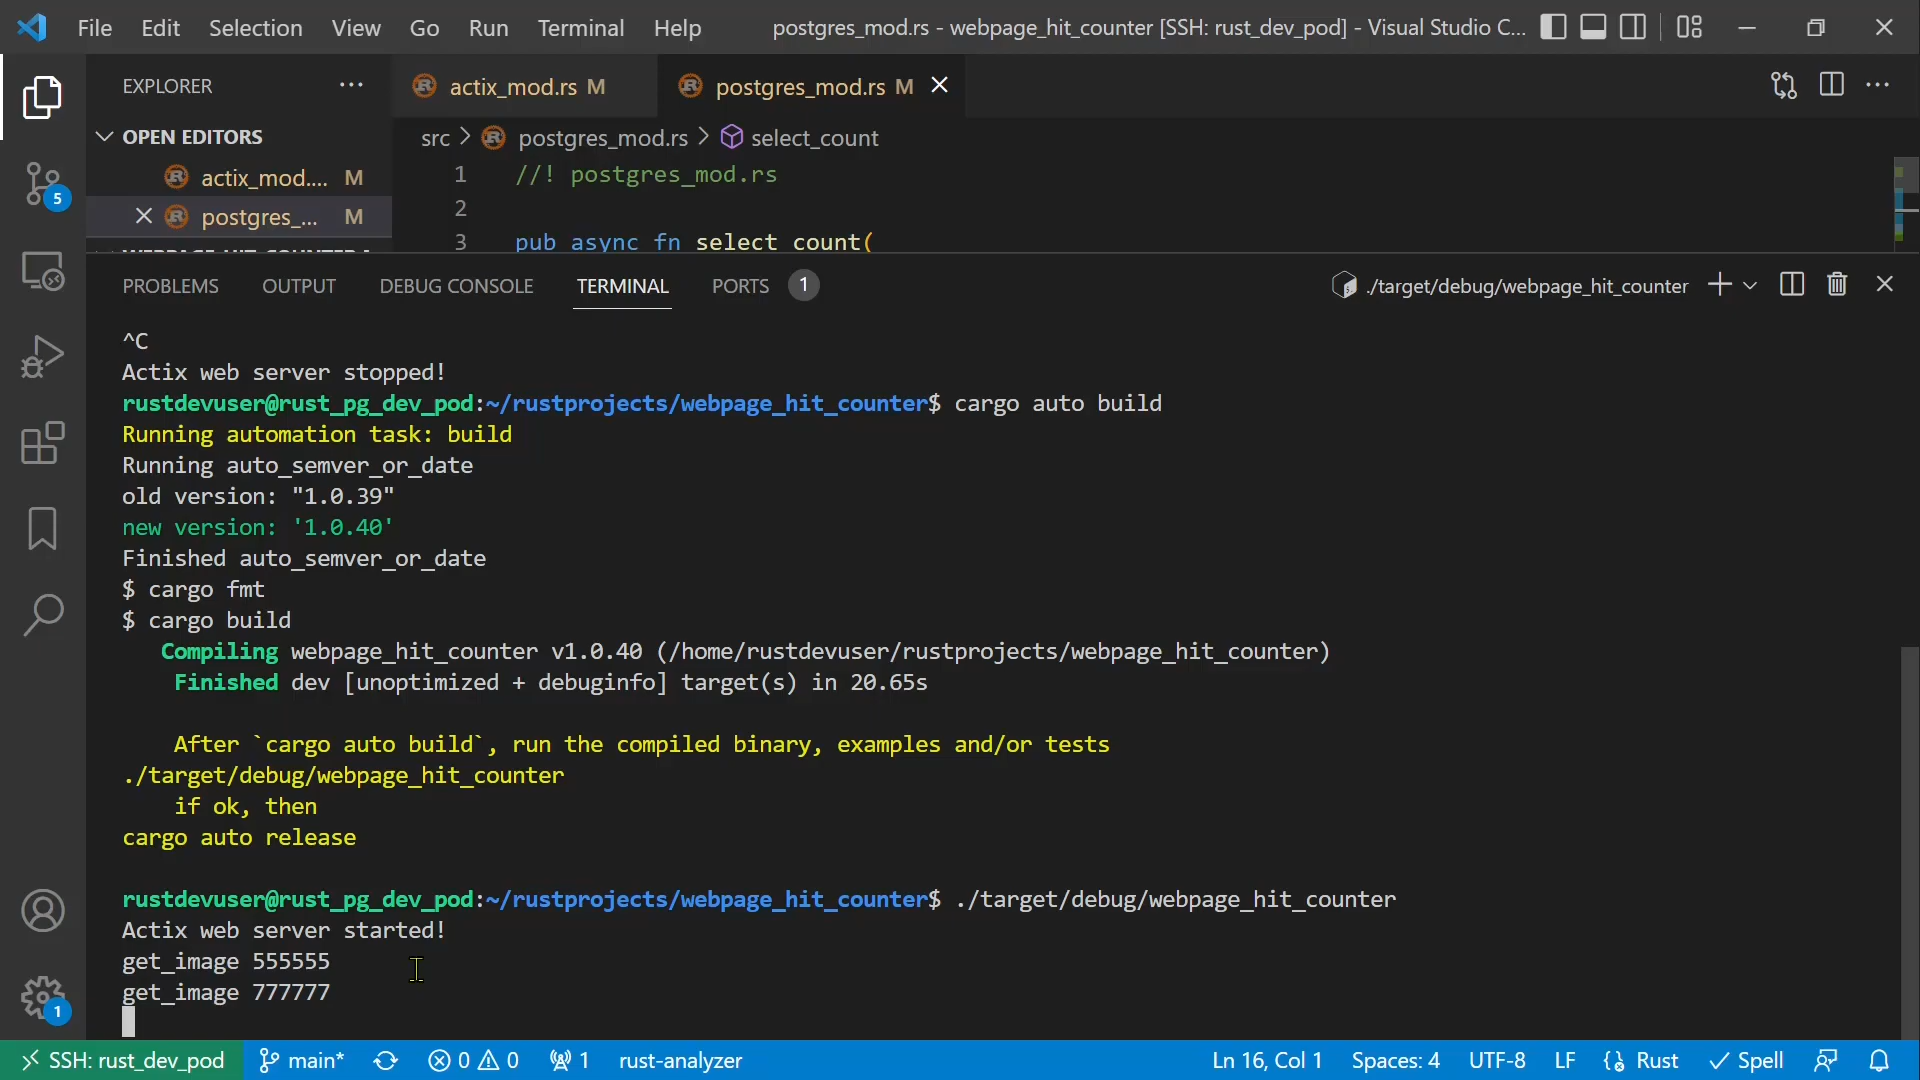 File Edit Selection View Go Run Terminal Help postgres_mod.rs - webpage_hit_counter [SSH: rust_dev_pod] - Visual Studio C...
EXPLORER ...
actix_mod.rs M
postgres_mod.rs M
OPEN EDITORS
src > postgres_mod.rs > select_count
actix_mod.... M
postgres_... M
1 //! postgres_mod.rs
2
3 pub async fn select_count(
5
PROBLEMS OUTPUT DEBUG CONSOLE TERMINAL PORTS 1
./target/debug/webpage_hit_counter
^C
Actix web server stopped!
rustdevuser@rust_pg_dev_pod:~/rustprojects/webpage_hit_counter$ cargo auto build
Running automation task: build
Running auto_semver_or_date
old version: "1.0.39"
new version: '1.0.40'
Finished auto_semver_or_date
$ cargo fmt
$ cargo build
Compiling webpage_hit_counter v1.0.40 (/home/rustdevuser/rustprojects/webpage_hit_counter)
Finished dev [unoptimized + debuginfo] target(s) in 20.65s
After `cargo auto build`, run the compiled binary, examples and/or tests
./target/debug/webpage_hit_counter
if ok, then
cargo auto release
rustdevuser@rust_pg_dev_pod:~/rustprojects/webpage_hit_counter$ ./target/debug/webpage_hit_counter
Actix web server started!
get_image 555555
get_image 777777
1
SSH: rust_dev_pod main* 0 0 1 rust-analyzer Ln 16, Col 1 Spaces: 4 UTF-8 LF Rust Spell